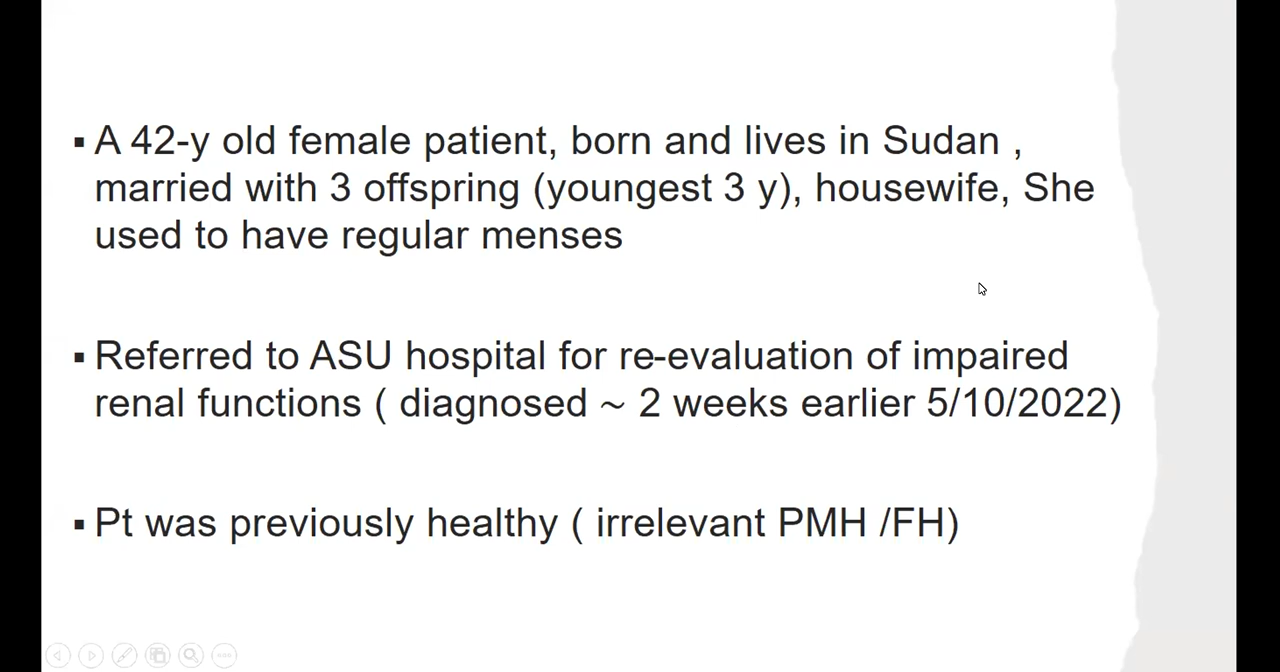 ▪ A 42-y old female patient, born and lives in Sudan ,
married with 3 offspring (youngest 3 y), housewife, She
used to have regular menses
▪ Referred to ASU hospital for re-evaluation of impaired
renal functions ( diagnosed ~ 2 weeks earlier 5/10/2022)
▪ Pt was previously healthy ( irrelevant PMH /FH)